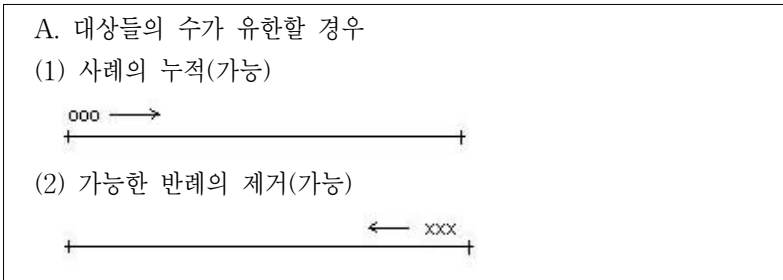 A. 대상들의 수가 유한할 경우
(1) 사례의 누적(가능)
ooo
(2) 가능한 반례의 제거(가능)
xxx